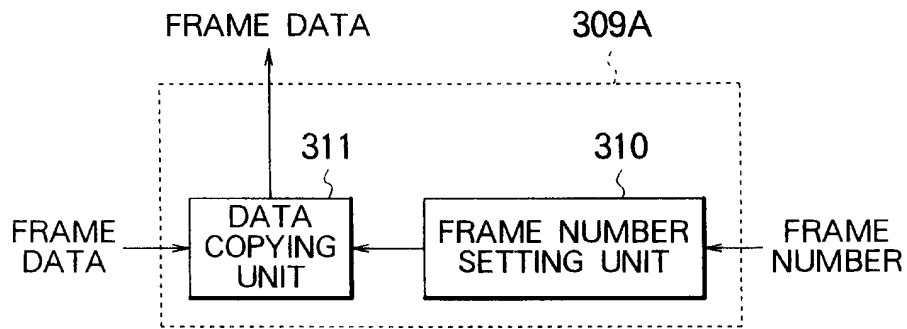 FRAME DATA
309A
311
310
FRAME
DATA
DATA
COPYING
UNIT
FRAME NUMBER
SETTING UNIT
FRAME
NUMBER